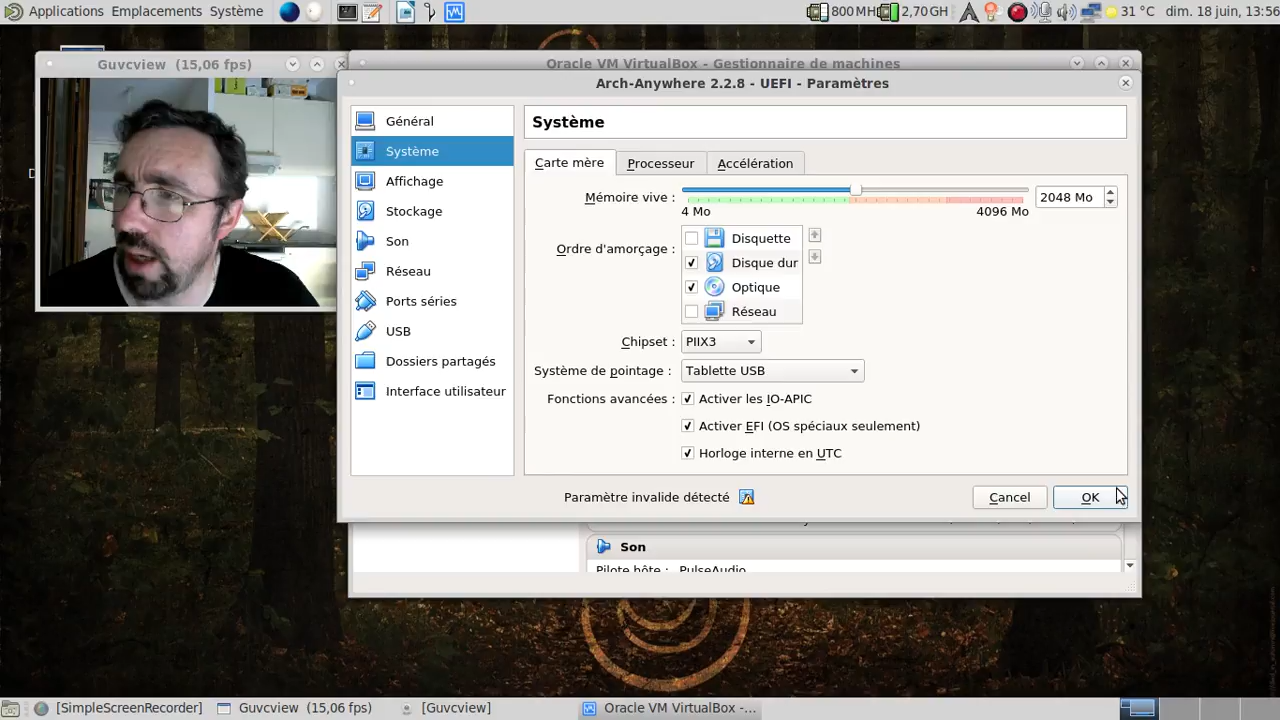 Applications Emplacements Système
800 MH 2,70 GH 31 °C dim. 18 juin, 13:56
Guvcview (15,06 fps)
Oracle VM VirtualBox - Gestionnaire de machines
Arch-Anywhere 2.2.8 - UEFI - Paramètres
Général
Système
Affichage
Stockage
Son
Réseau
Ports séries
USB
Dossiers partagés
Interface utilisateur
Système
Carte mère Processeur Accélération
Mémoire vive : 2048 Mo
4 Mo 4096 Mo
Ordre d'amorçage :
Disquette
Disque dur
Optique
Réseau
Chipset : PIIX3
Système de pointage : Tablette USB
Fonctions avancées : Activer les IO-APIC
Activer EFI (OS spéciaux seulement)
Horloge interne en UTC
Paramètre invalide détecté
Cancel OK
Son
Pilote hôte : PulseAudio
[SimpleScreenRecorder] Guvcview (15,06 fps) [Guvcview] Oracle VM VirtualBox -...